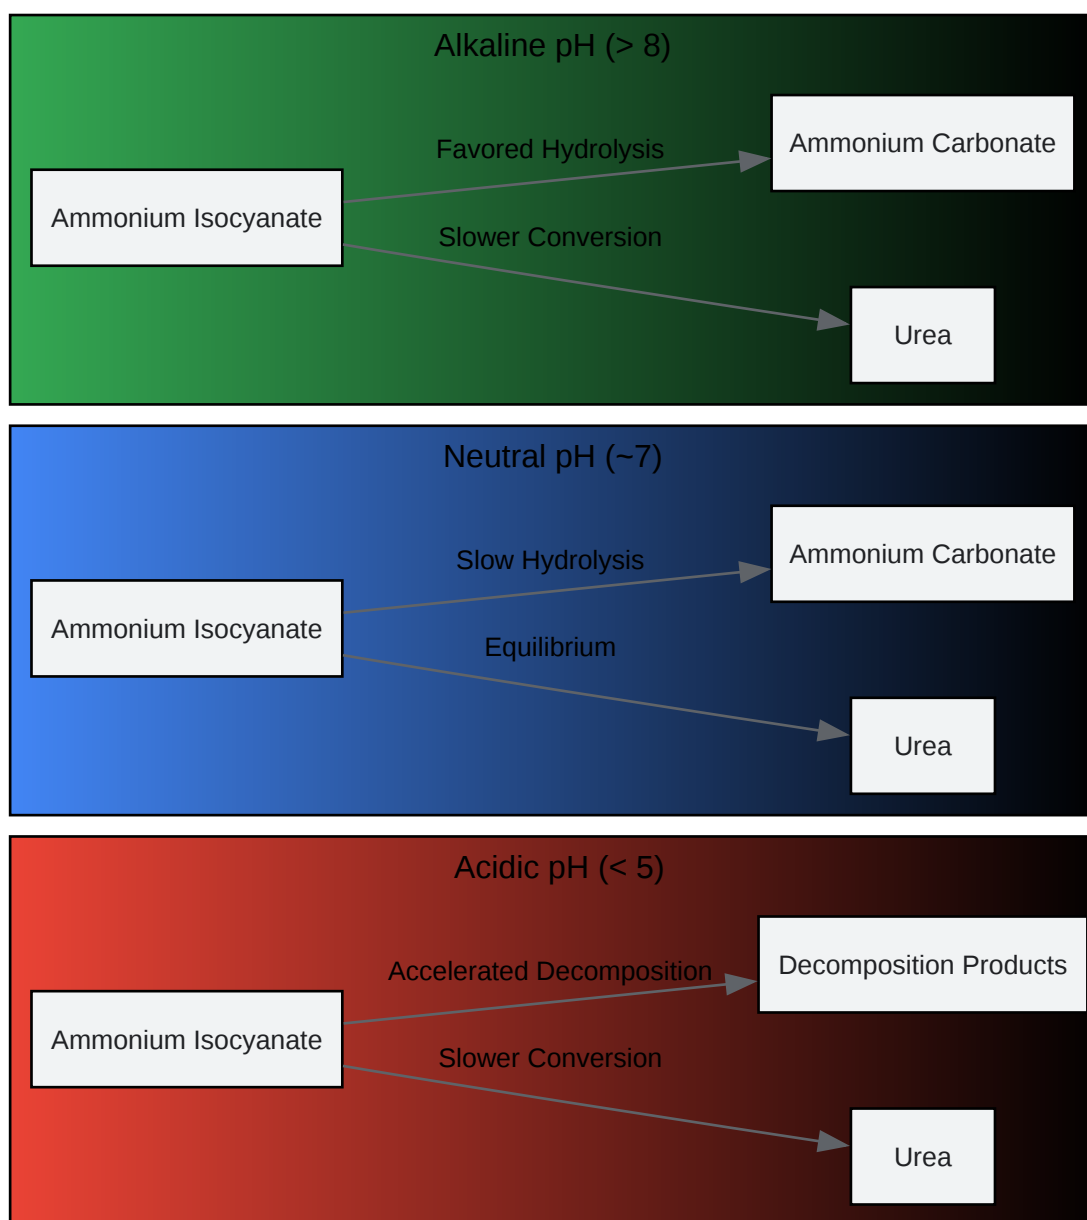 Alkaline pH (> 8)
Favored Hydrolysis
Ammonium Carbonate
Ammonium Isocyanate
Slower Conversion
Urea
Neutral pH (~7)
Slow Hydrolysis
Ammonium Carbonate
Ammonium Isocyanate
Equilibrium
Urea
Acidic pH (< 5)
Accelerated Decomposition
Decomposition Products
Ammonium Isocyanate
Slower Conversion
Urea